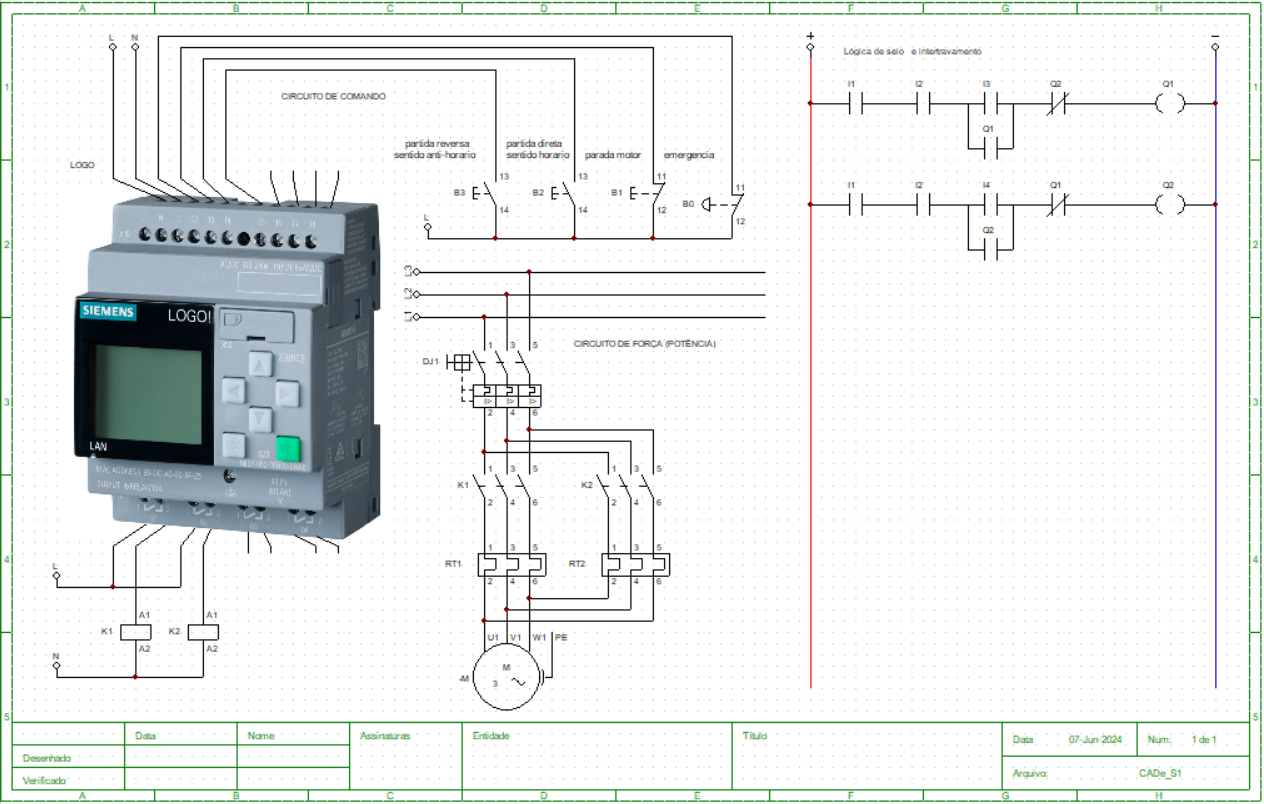 A B C D E F G H
L N
+ −
Lógica de selo e intertravamento
1 1
I1 I2 I3 Q2 Q1
CIRCUITO DE COMANDO
Q1
partida reversa
sentido anti-horario
partida direta
sentido horario
parada motor
emergencia
LOGO
13 13 11 11
B3 B2 B1 B0
14 14 12 12
I1 I2 I4 Q1 Q2
L
Q2
2 2
L3
L2
L1
SIEMENS
LOGO!
CIRCUITO DE FORÇA (POTÊNCIA)
1 3 5
DJ1
I> I> I>
2 4 6
3 3
LAN
1 3 5 1 3 5
K1 K2
2 4 6 2 4 6
1 3 5 1 3 5
RT1 RT2
2 4 6 2 4 6
4 4
L
A1 A1
K1 K2
A2 A2
N
U1 V1 W1 PE
M
-M
3
5 5
Data Nome Assinaturas Entidade Título
Data 07-Jun-2024 Num: 1 de 1
Desenhado
Verificado
Arquivo: CADe_S1
A B C D E F G H